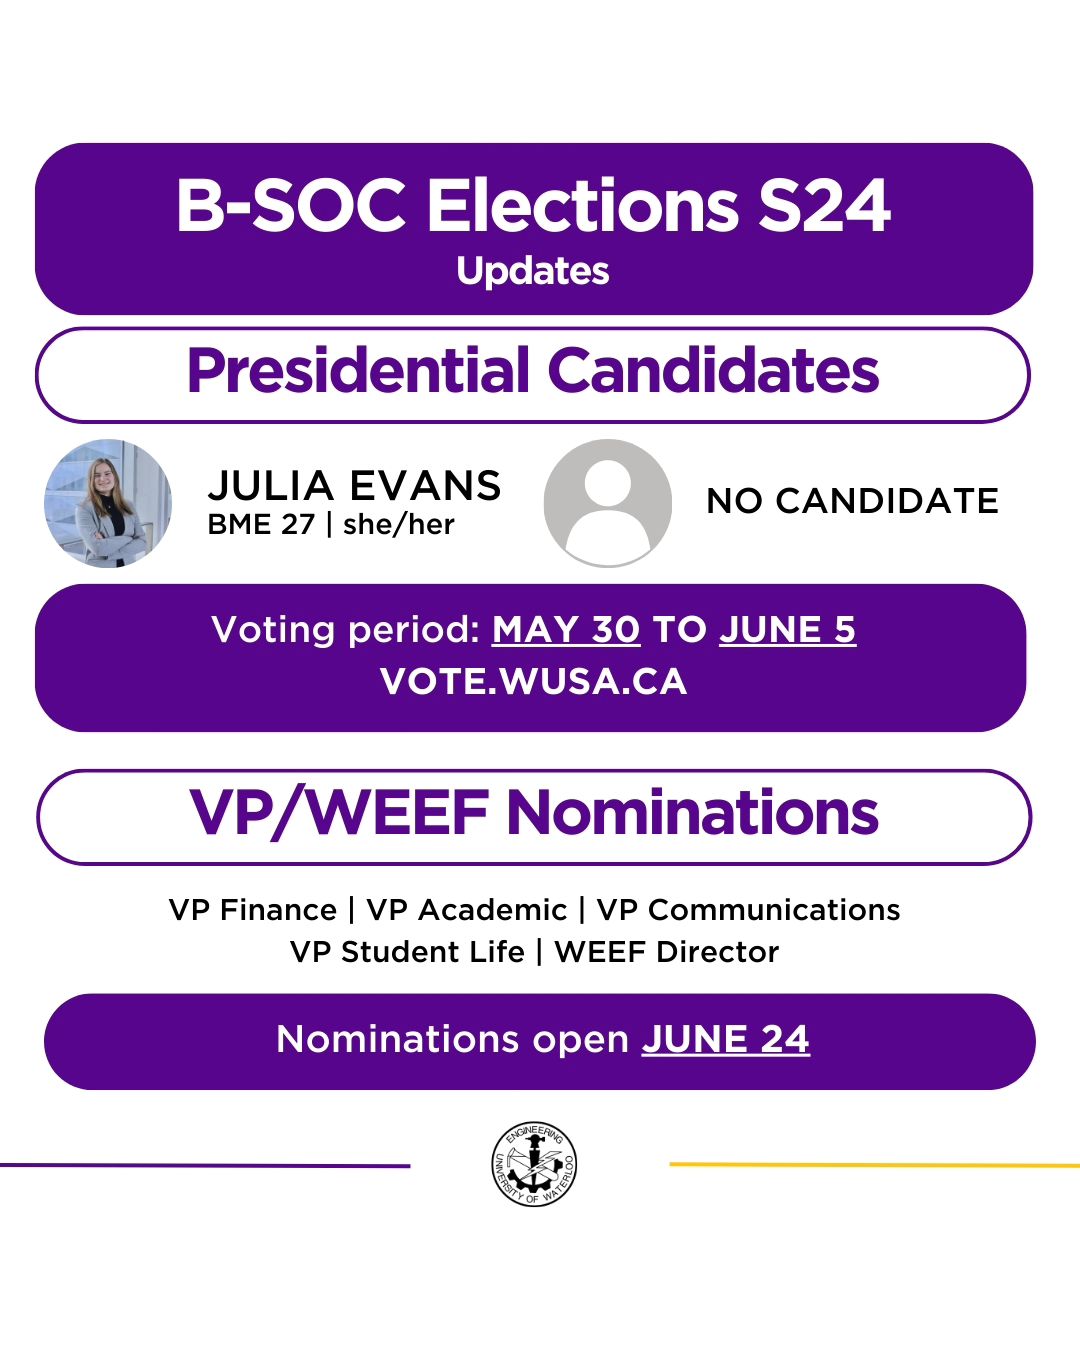 B-SOC Elections S24
Updates
Presidential Candidates
JULIA EVANS
BME 27 | she/her
NO CANDIDATE
Voting period: MAY 30 TO JUNE 5
VOTE.WUSA.CA
VP/WEEF Nominations
VP Finance | VP Academic | VP Communications
VP Student Life | WEEF Director
Nominations open JUNE 24
ENGINEERING
UNIVERSITY OF WATERLOO